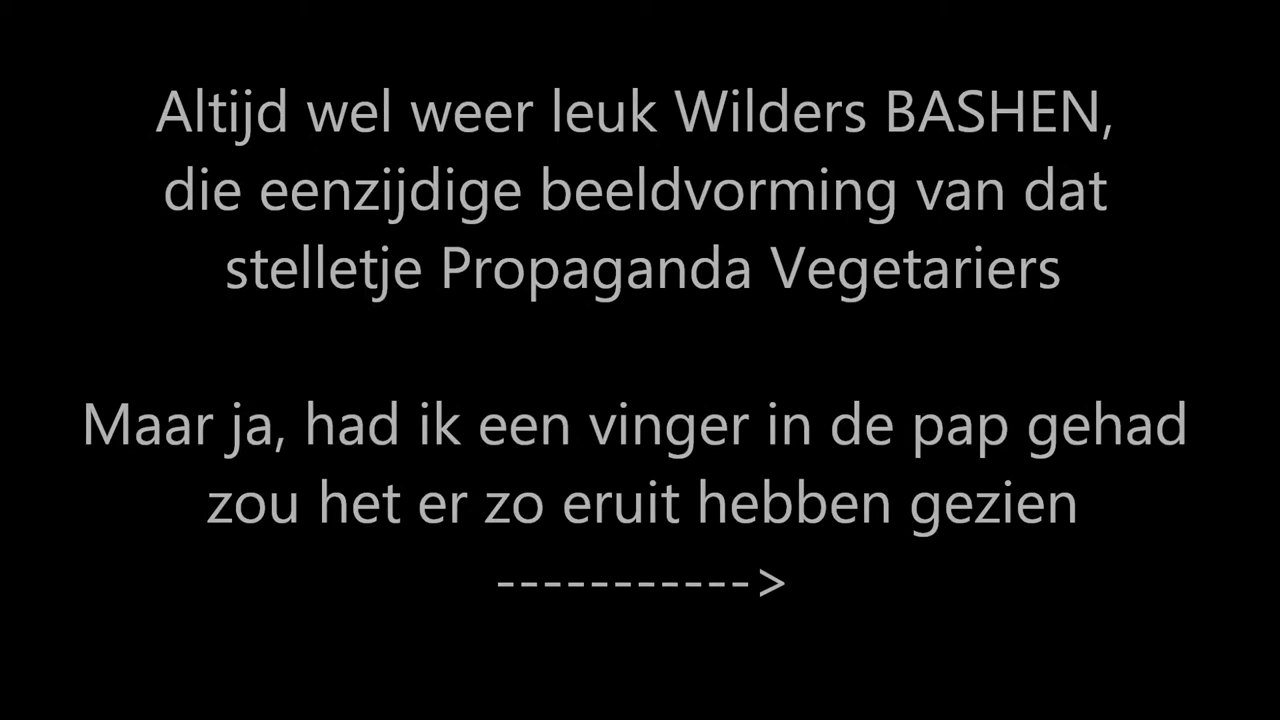 Altijd wel weer leuk Wilders BASHEN,
die eenzijdige beeldvorming van dat
stelletje Propaganda Vegetariers
Maar ja, had ik een vinger in de pap gehad
zou het er zo eruit hebben gezien
----------->